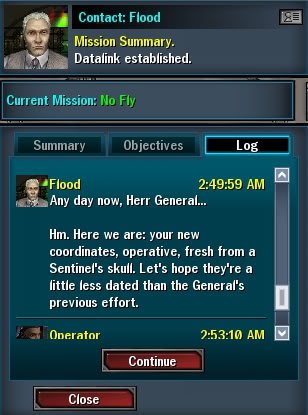 Contact: Flood
Mission Summary.
Datalink established.
Current Mission: No Fly
Summary Objectives Log
Flood 2:49:59 AM
Any day now, Herr General...
Hm. Here we are: your new
coordinates, operative, fresh from a
Sentinel's skull. Let's hope they're a
little less dated than the General's
previous effort.
Operator 2:53:10 AM
Continue
Close